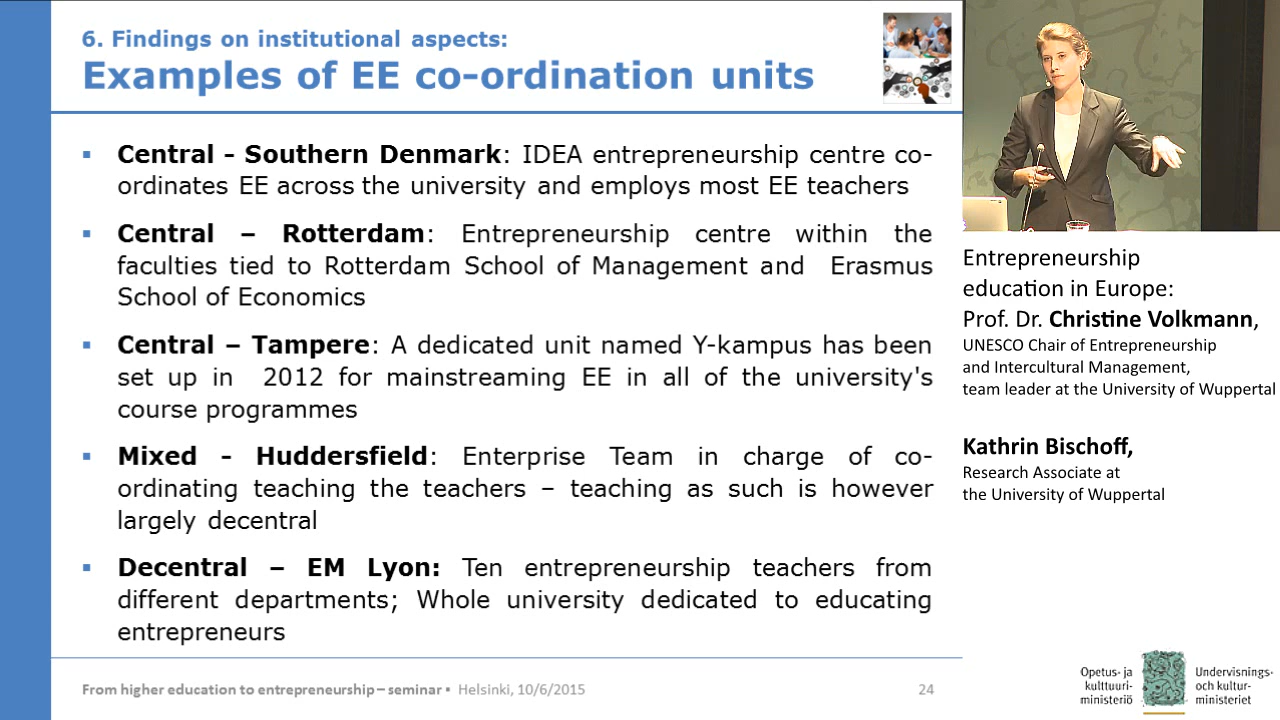 6. Findings on institutional aspects:
Examples of EE co-ordination units
▪ Central - Southern Denmark: IDEA entrepreneurship centre co-
ordinates EE across the university and employs most EE teachers
▪ Central – Rotterdam: Entrepreneurship centre within the
faculties tied to Rotterdam School of Management and Erasmus
School of Economics
▪ Central – Tampere: A dedicated unit named Y-kampus has been
set up in 2012 for mainstreaming EE in all of the university's
course programmes
▪ Mixed - Huddersfield: Enterprise Team in charge of co-
ordinating teaching the teachers – teaching as such is however
largely decentral
▪ Decentral – EM Lyon: Ten entrepreneurship teachers from
different departments; Whole university dedicated to educating
entrepreneurs
From higher education to entrepreneurship – seminar ▪ Helsinki, 10/6/2015
24
Entrepreneurship
education in Europe:
Prof. Dr. Christine Volkmann,
UNESCO Chair of Entrepreneurship
and Intercultural Management,
team leader at the University of Wuppertal
Kathrin Bischoff,
Research Associate at
the University of Wuppertal
Opetus- ja
kulttuuri-
ministeriö
Undervisnings-
och kultur-
ministeriet